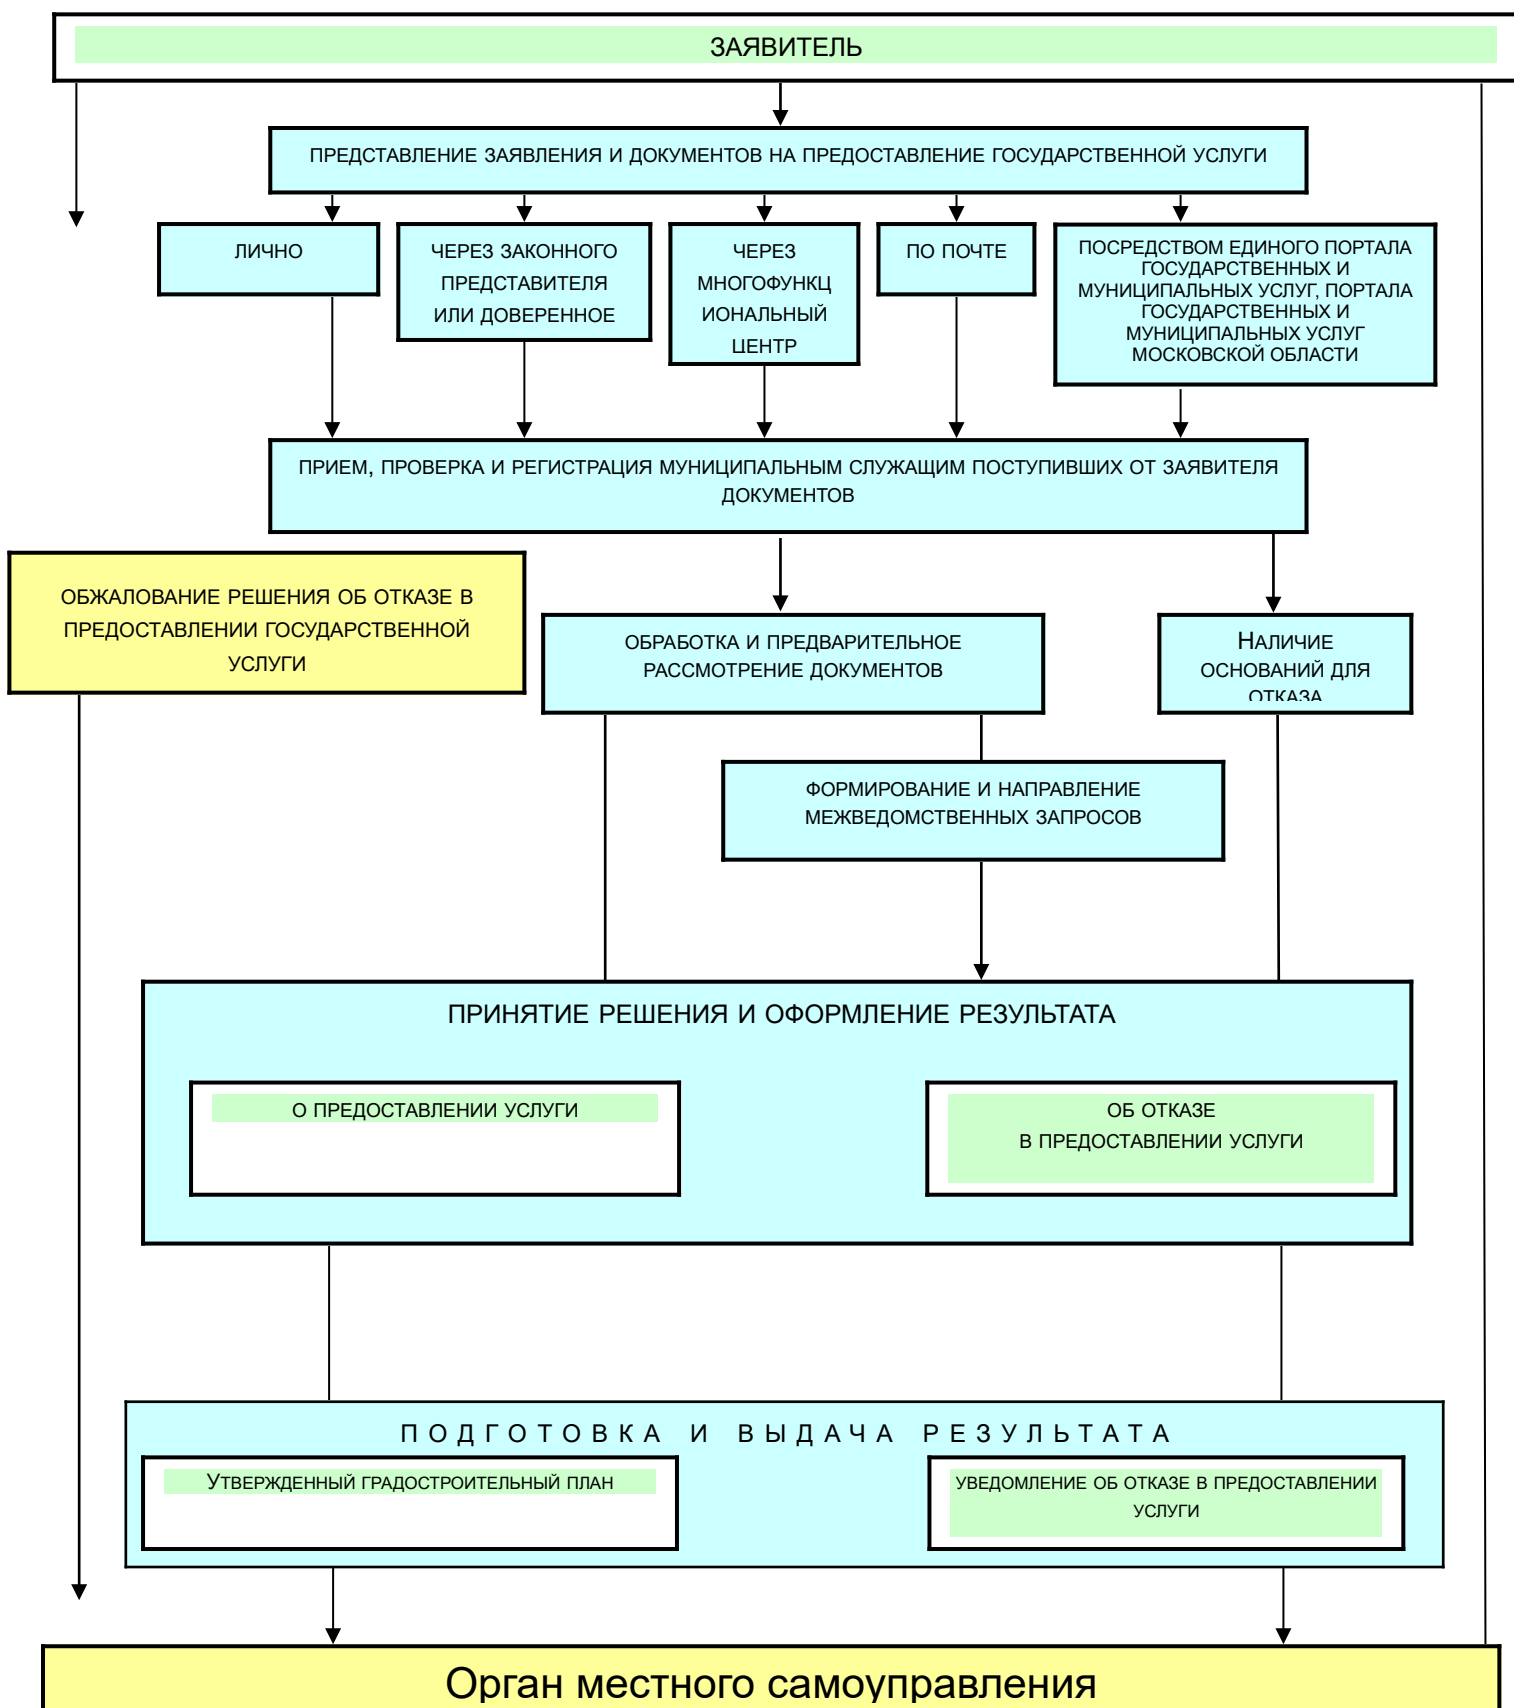 ЗАЯВИТЕЛЬ
ПРЕДСТАВЛЕНИЕ ЗАЯВЛЕНИЯ И ДОКУМЕНТОВ НА ПРЕДОСТАВЛЕНИЕ ГОСУДАРСТВЕННОЙ УСЛУГИ
ЛИЧНО
ЧЕРЕЗ ЗАКОННОГО
ПРЕДСТАВИТЕЛЯ
ИЛИ ДОВЕРЕННОЕ
ЧЕРЕЗ
МНОГОФУНКЦ
ИОНАЛЬНЫЙ
ЦЕНТР
ПО ПОЧТЕ
ПОСРЕДСТВОМ ЕДИНОГО ПОРТАЛА
ГОСУДАРСТВЕННЫХ И
МУНИЦИПАЛЬНЫХ УСЛУГ, ПОРТАЛА
ГОСУДАРСТВЕННЫХ И
МУНИЦИПАЛЬНЫХ УСЛУГ
МОСКОВСКОЙ ОБЛАСТИ
ПРИЕМ, ПРОВЕРКА И РЕГИСТРАЦИЯ МУНИЦИПАЛЬНЫМ СЛУЖАЩИМ ПОСТУПИВШИХ ОТ ЗАЯВИТЕЛЯ
ДОКУМЕНТОВ
ОБЖАЛОВАНИЕ РЕШЕНИЯ ОБ ОТКАЗЕ В
ПРЕДОСТАВЛЕНИИ ГОСУДАРСТВЕННОЙ
УСЛУГИ
ОБРАБОТКА И ПРЕДВАРИТЕЛЬНОЕ
РАССМОТРЕНИЕ ДОКУМЕНТОВ
НАЛИЧИЕ
ОСНОВАНИЙ ДЛЯ
ОТКАЗА
ФОРМИРОВАНИЕ И НАПРАВЛЕНИЕ
МЕЖВЕДОМСТВЕННЫХ ЗАПРОСОВ
ПРИНЯТИЕ РЕШЕНИЯ И ОФОРМЛЕНИЕ РЕЗУЛЬТАТА
О ПРЕДОСТАВЛЕНИИ УСЛУГИ
ОБ ОТКАЗЕ
В ПРЕДОСТАВЛЕНИИ УСЛУГИ
ПОДГОТОВКА И ВЫДАЧА РЕЗУЛЬТАТА
УТВЕРЖДЕННЫЙ ГРАДОСТРОИТЕЛЬНЫЙ ПЛАН
УВЕДОМЛЕНИЕ ОБ ОТКАЗЕ В ПРЕДОСТАВЛЕНИИ
УСЛУГИ
Орган местного самоуправления